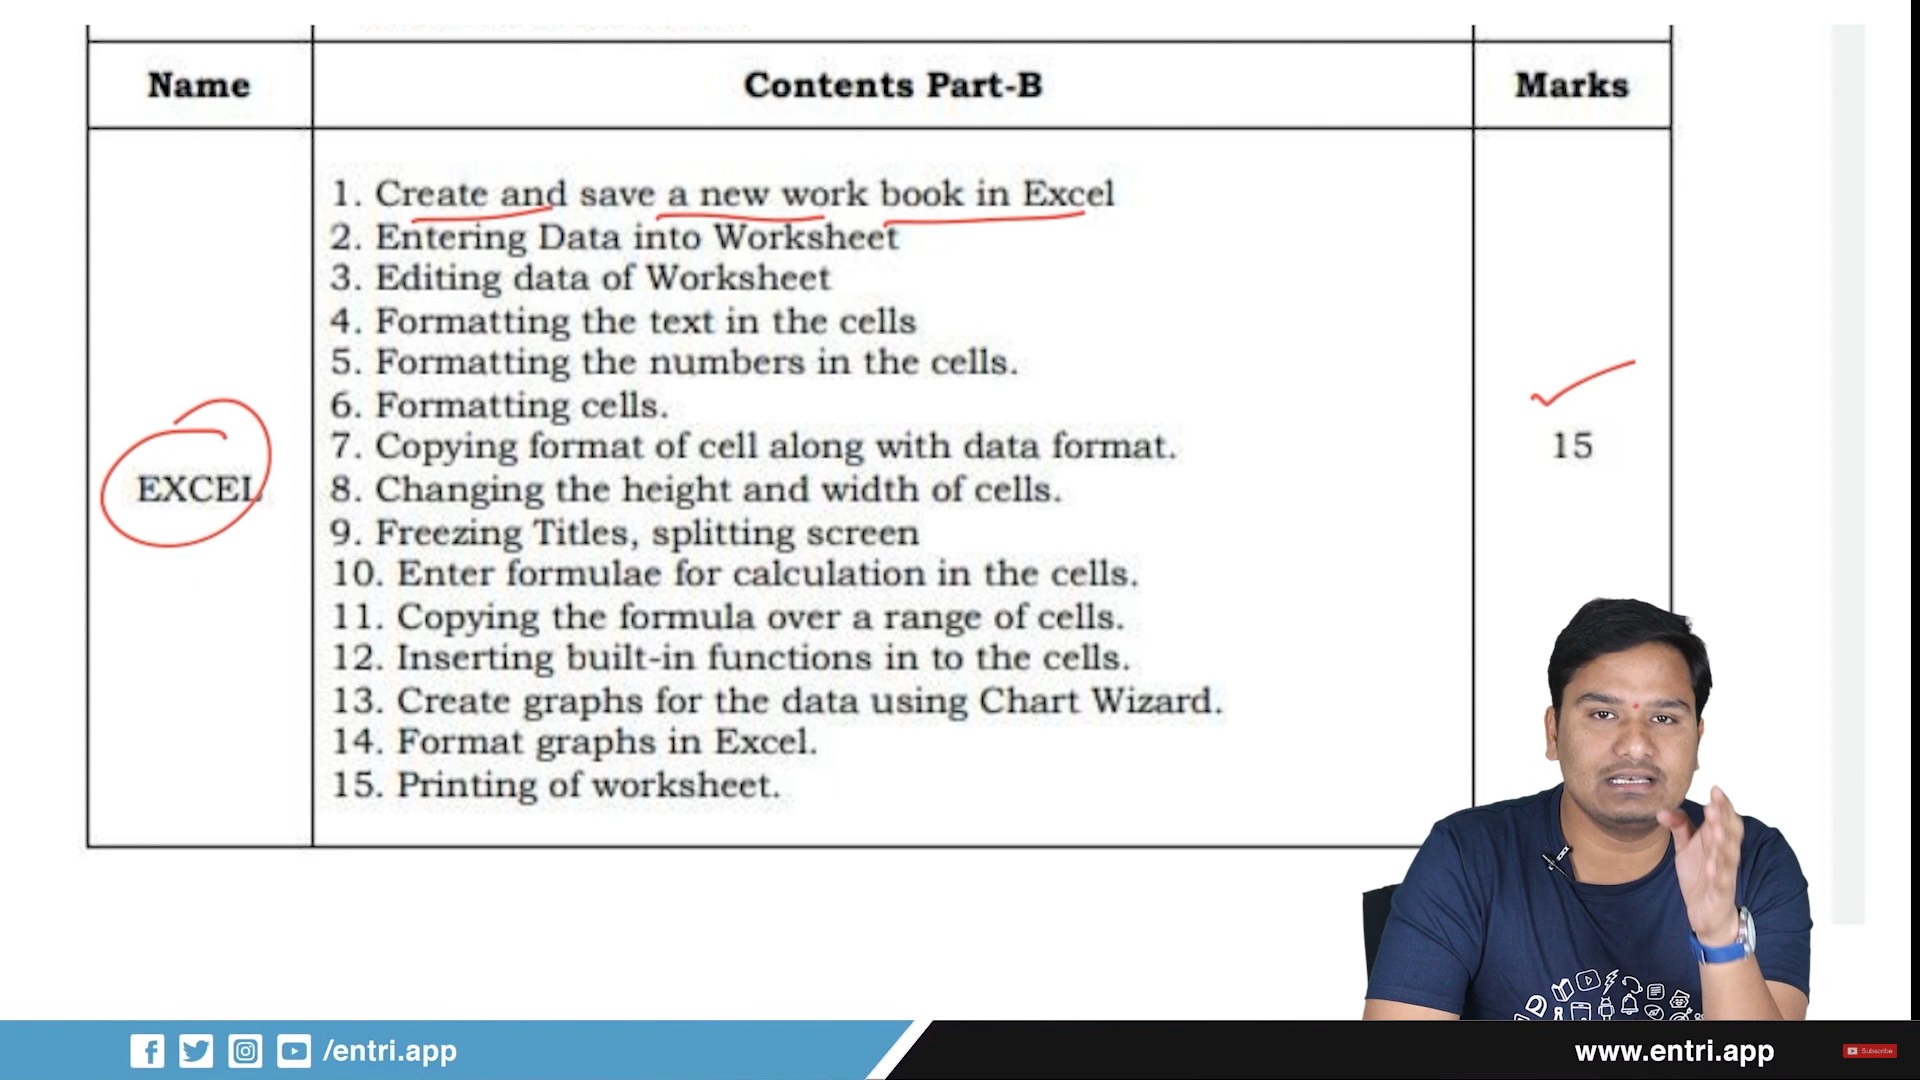 Name
Contents Part-B
Marks
1. Create and save a new work book in Excel
2. Entering Data into Worksheet
3. Editing data of Worksheet
4. Formatting the text in the cells
5. Formatting the numbers in the cells.
6. Formatting cells.
7. Copying format of cell along with data format.
8. Changing the height and width of cells.
9. Freezing Titles, splitting screen
10. Enter formulae for calculation in the cells.
11. Copying the formula over a range of cells.
12. Inserting built-in functions in to the cells.
13. Create graphs for the data using Chart Wizard.
14. Format graphs in Excel.
15. Printing of worksheet.
EXCEL
15
/entri.app
www.entri.app
Subscribe